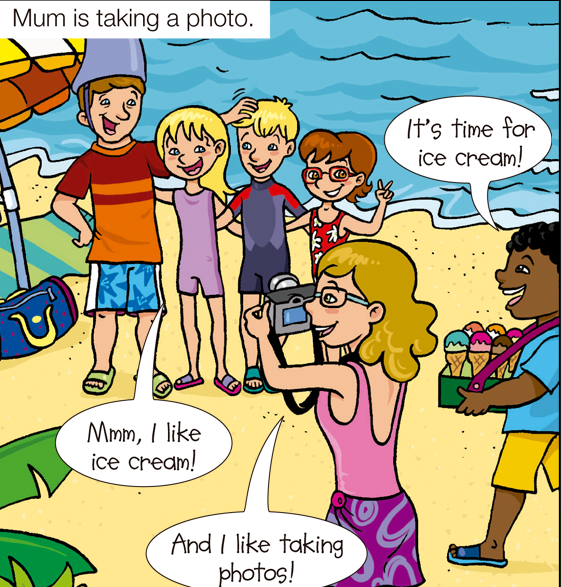 Mum is taking a photo.
It's time for
ice cream!
Mmm, I like
ice cream!
And I like taking
photos!